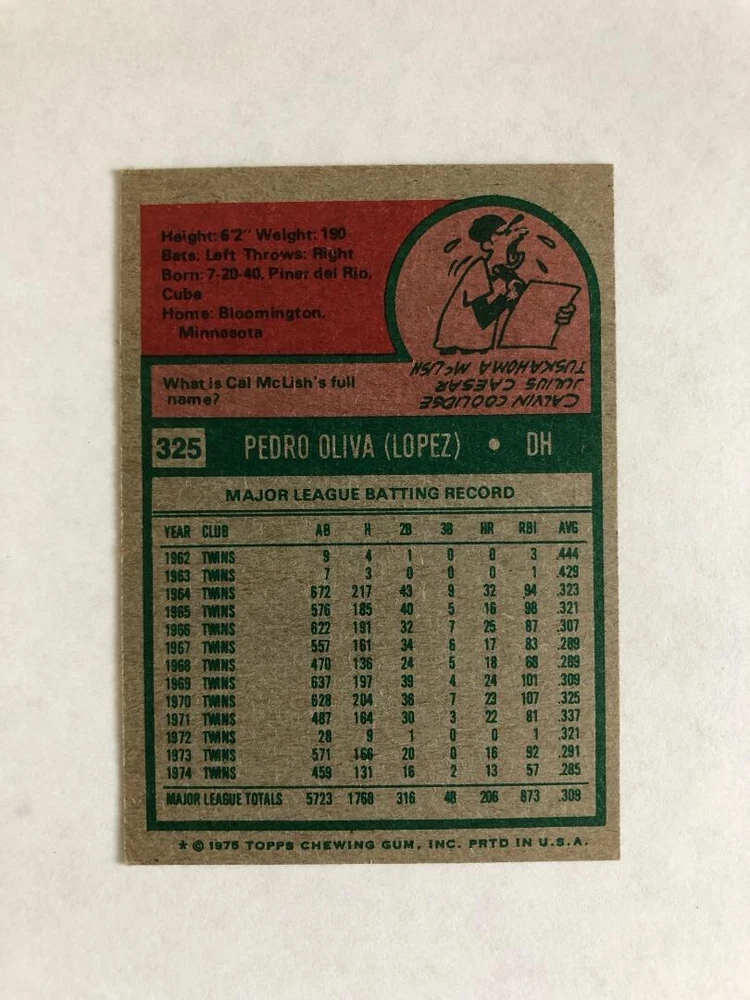 Height: 6'2" Weight: 190
Bats: Left Throws: Right
Born: 7-20-40, Pinar del Rio,
Cuba
Home: Bloomington,
Minnesota
What is Cal McLish's full
name?
CALVIN COOLIDGE
JULIUS CAESAR
TUSKAHOMA McLISH
325 PEDRO OLIVA (LOPEZ) • DH
MAJOR LEAGUE BATTING RECORD
YEAR CLUB AB H 2B 3B HR RBI AVG
1962 TWINS 9 4 1 0 0 3 .444
1963 TWINS 7 3 0 0 0 1 .429
1964 TWINS 672 217 43 9 32 94 .323
1965 TWINS 576 185 40 5 16 98 .321
1966 TWINS 622 191 32 7 25 87 .307
1967 TWINS 557 161 34 6 17 83 .289
1968 TWINS 470 136 24 5 18 68 .289
1969 TWINS 637 197 39 4 24 101 .309
1970 TWINS 628 204 36 7 23 107 .325
1971 TWINS 487 164 30 3 22 81 .337
1972 TWINS 28 9 1 0 0 1 .321
1973 TWINS 571 166 20 0 16 92 .291
1974 TWINS 459 131 16 2 13 57 .285
MAJOR LEAGUE TOTALS 5723 1768 316 48 206 873 .309
* © 1975 TOPPS CHEWING GUM, INC. PRTD IN U.S.A.